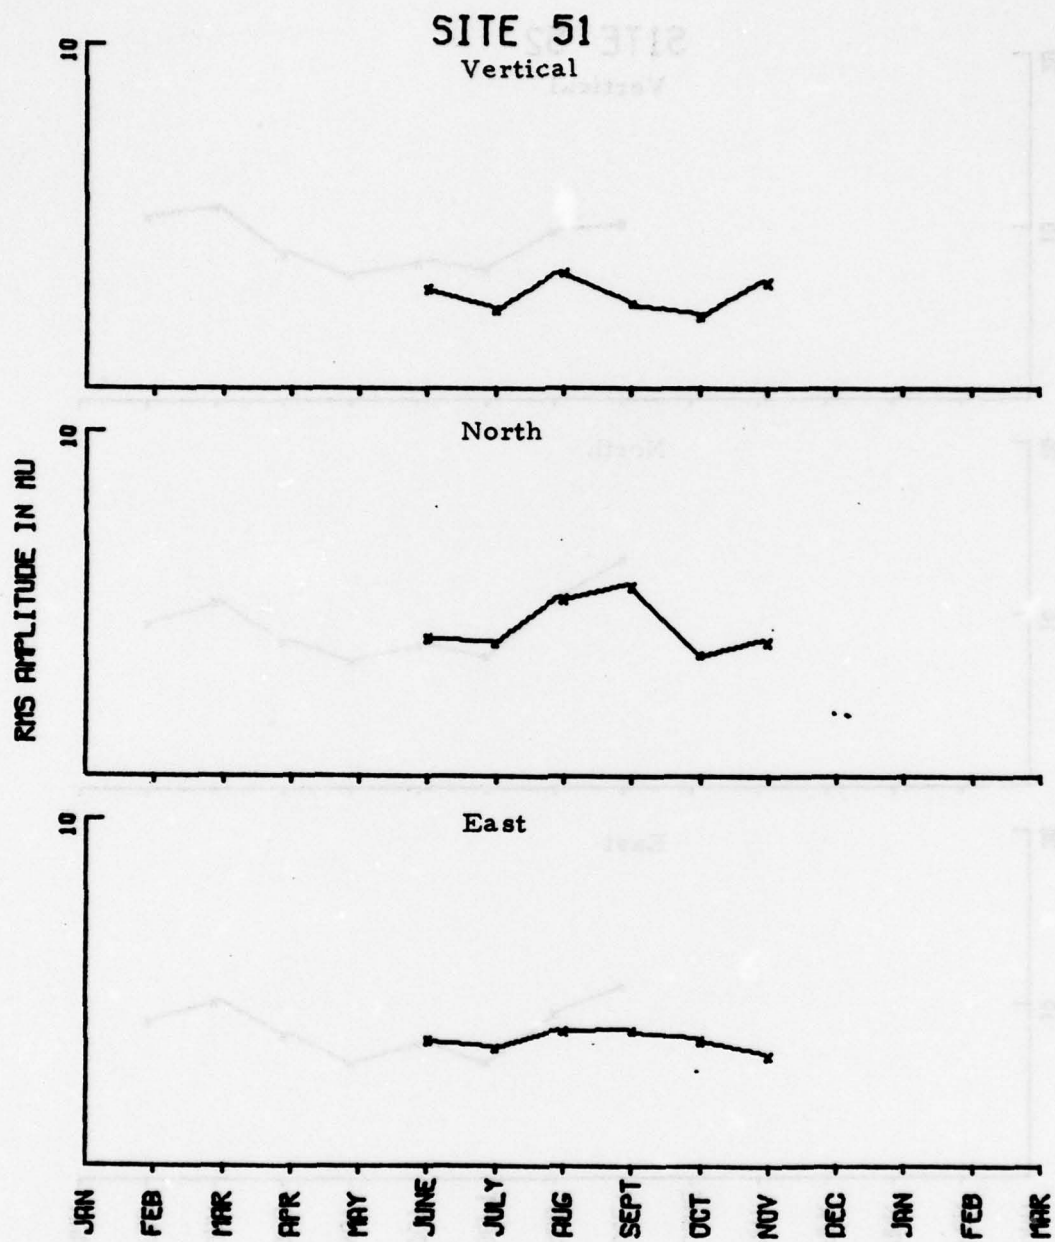 SITE 51
Vertical
10
North
10
RMS AMPLITUDE IN MU
East
10
JAN
FEB
MAR
APR
MAY
JUNE
JULY
AUG
SEPT
OCT
NOV
DEC
JAN
FEB
MAR